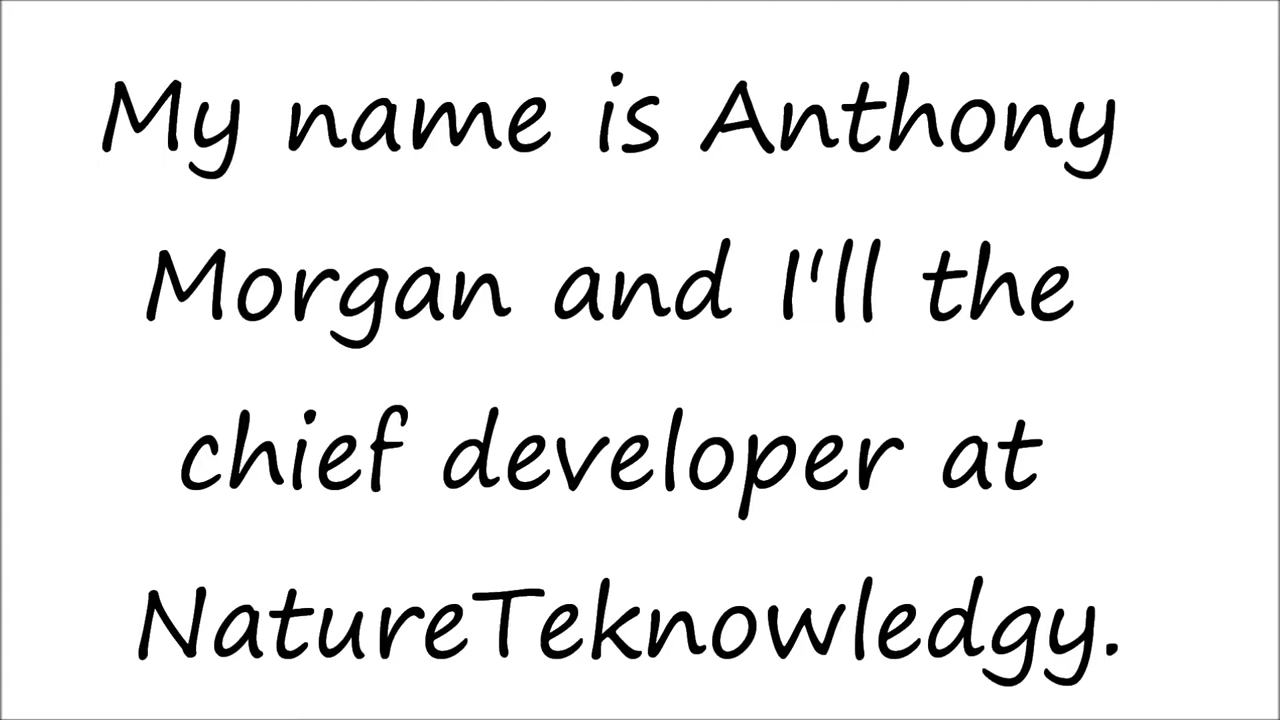 My name is Anthony
Morgan and I'll the
chief developer at
NatureTeknowledgy.